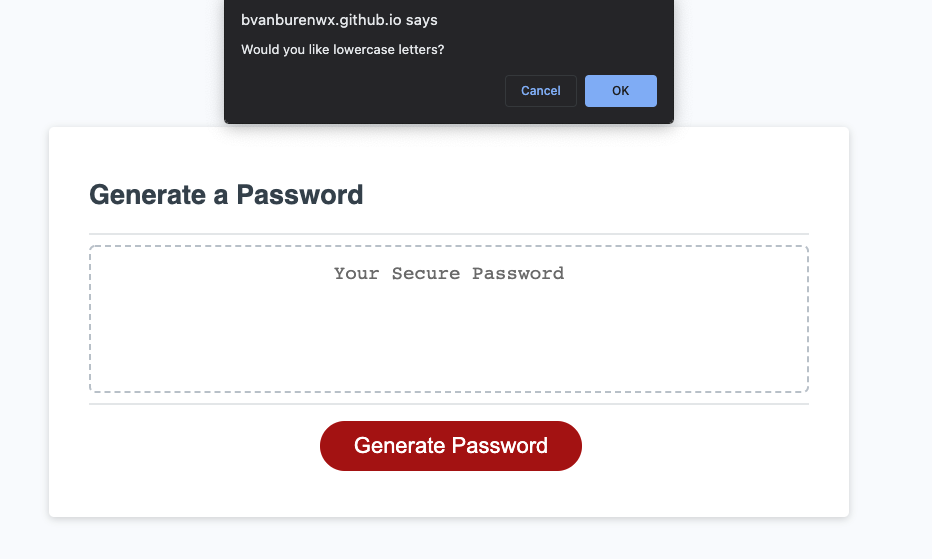 bvanburenwx.github.io says
Would you like lowercase letters?
Cancel OK
Generate a Password
Your Secure Password
Generate Password